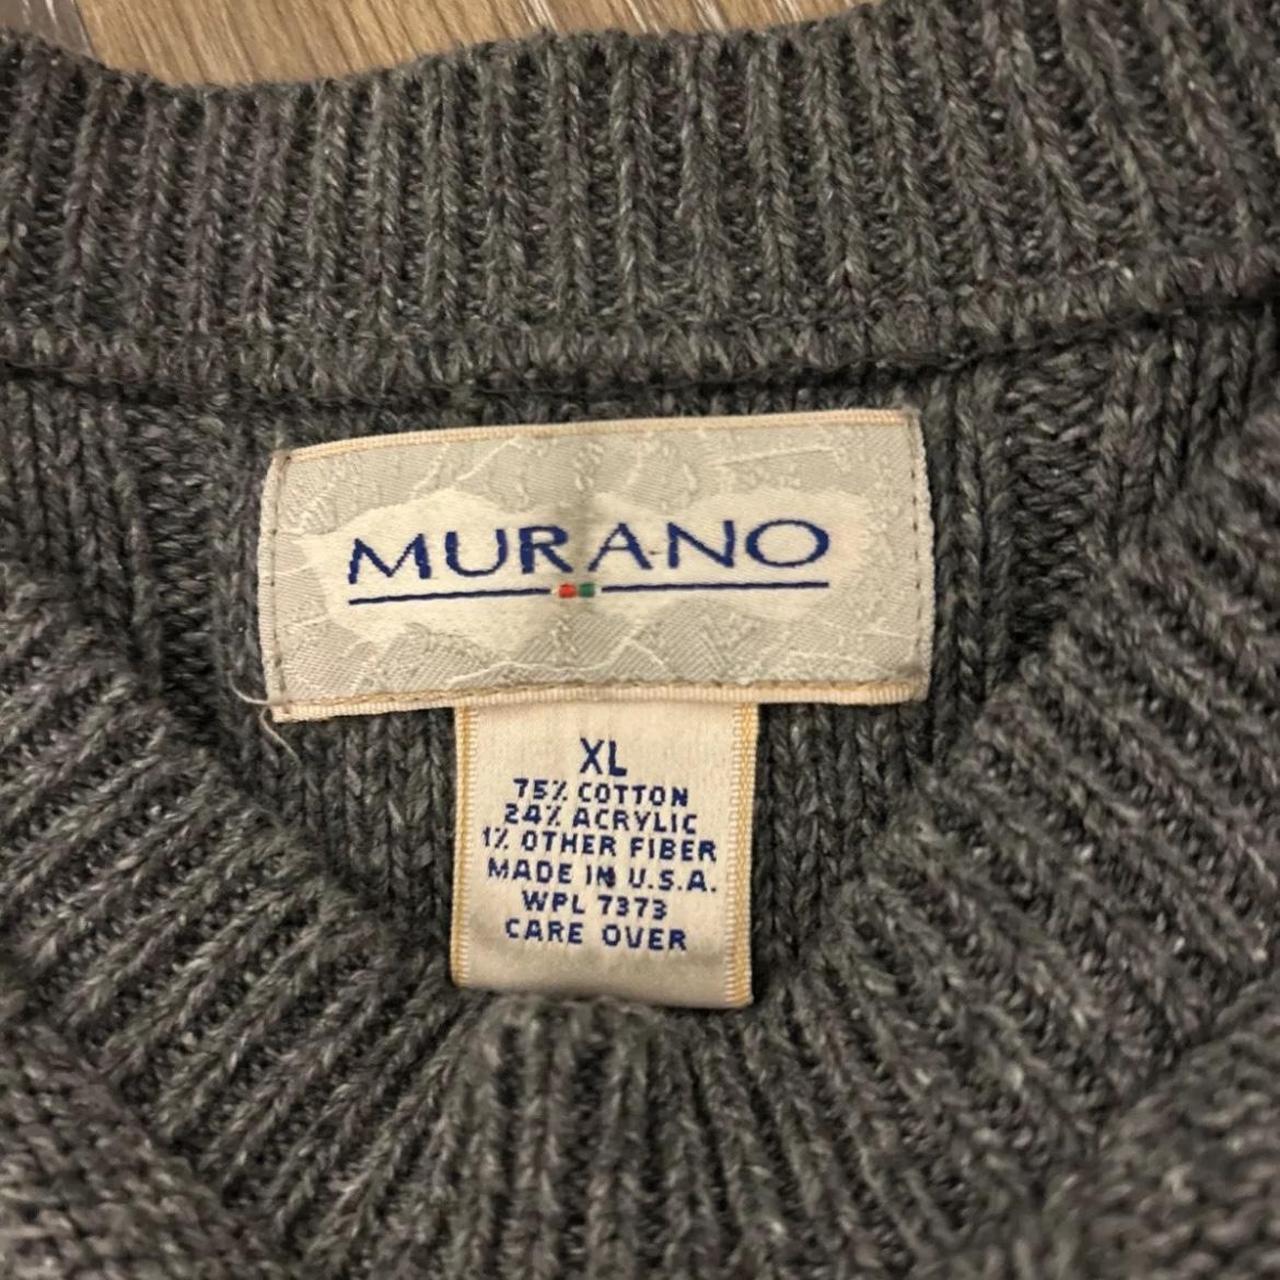 MURANO
XL
75% COTTON
24% ACRYLIC
1% OTHER FIBER
MADE IN U.S.A.
WPL 7373
CARE OVER